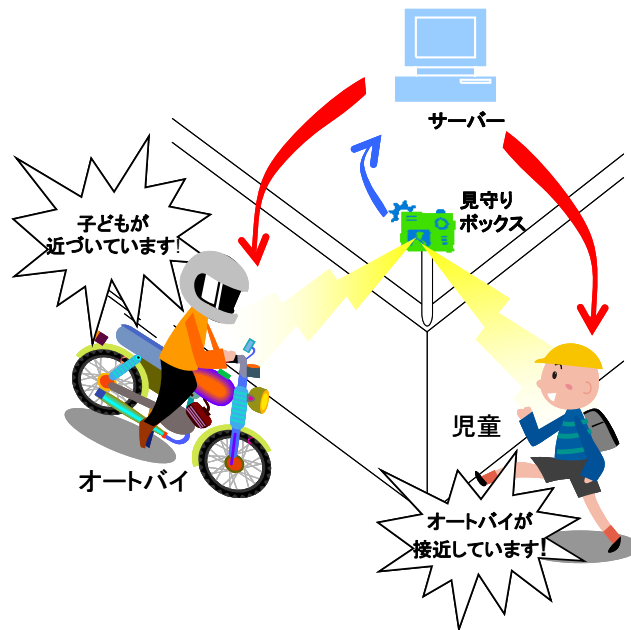 サーバー
見守り
ボックス
子どもが
近づいています!
児童
オートバイ
オートバイが
接近しています!